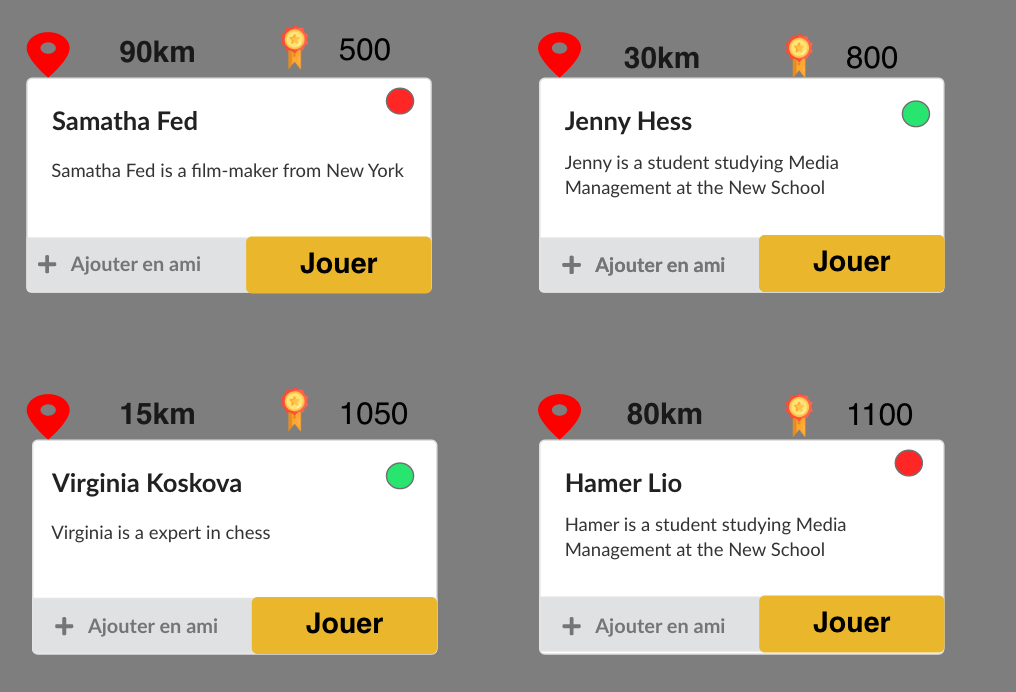 90km 500
Samatha Fed
Samatha Fed is a film-maker from New York
+ Ajouter en ami Jouer
30km 800
Jenny Hess
Jenny is a student studying Media
Management at the New School
+ Ajouter en ami Jouer
15km 1050
Virginia Koskova
Virginia is a expert in chess
+ Ajouter en ami Jouer
80km 1100
Hamer Lio
Hamer is a student studying Media
Management at the New School
+ Ajouter en ami Jouer